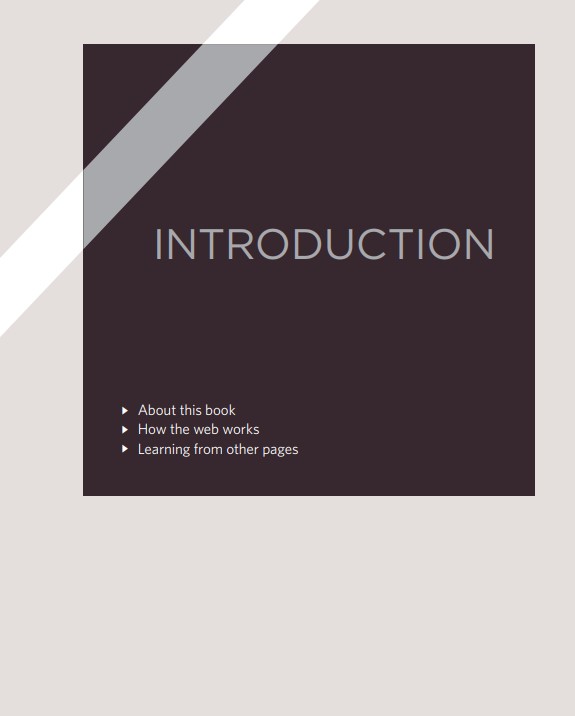 INTRODUCTION
About this book
How the web works
Learning from other pages